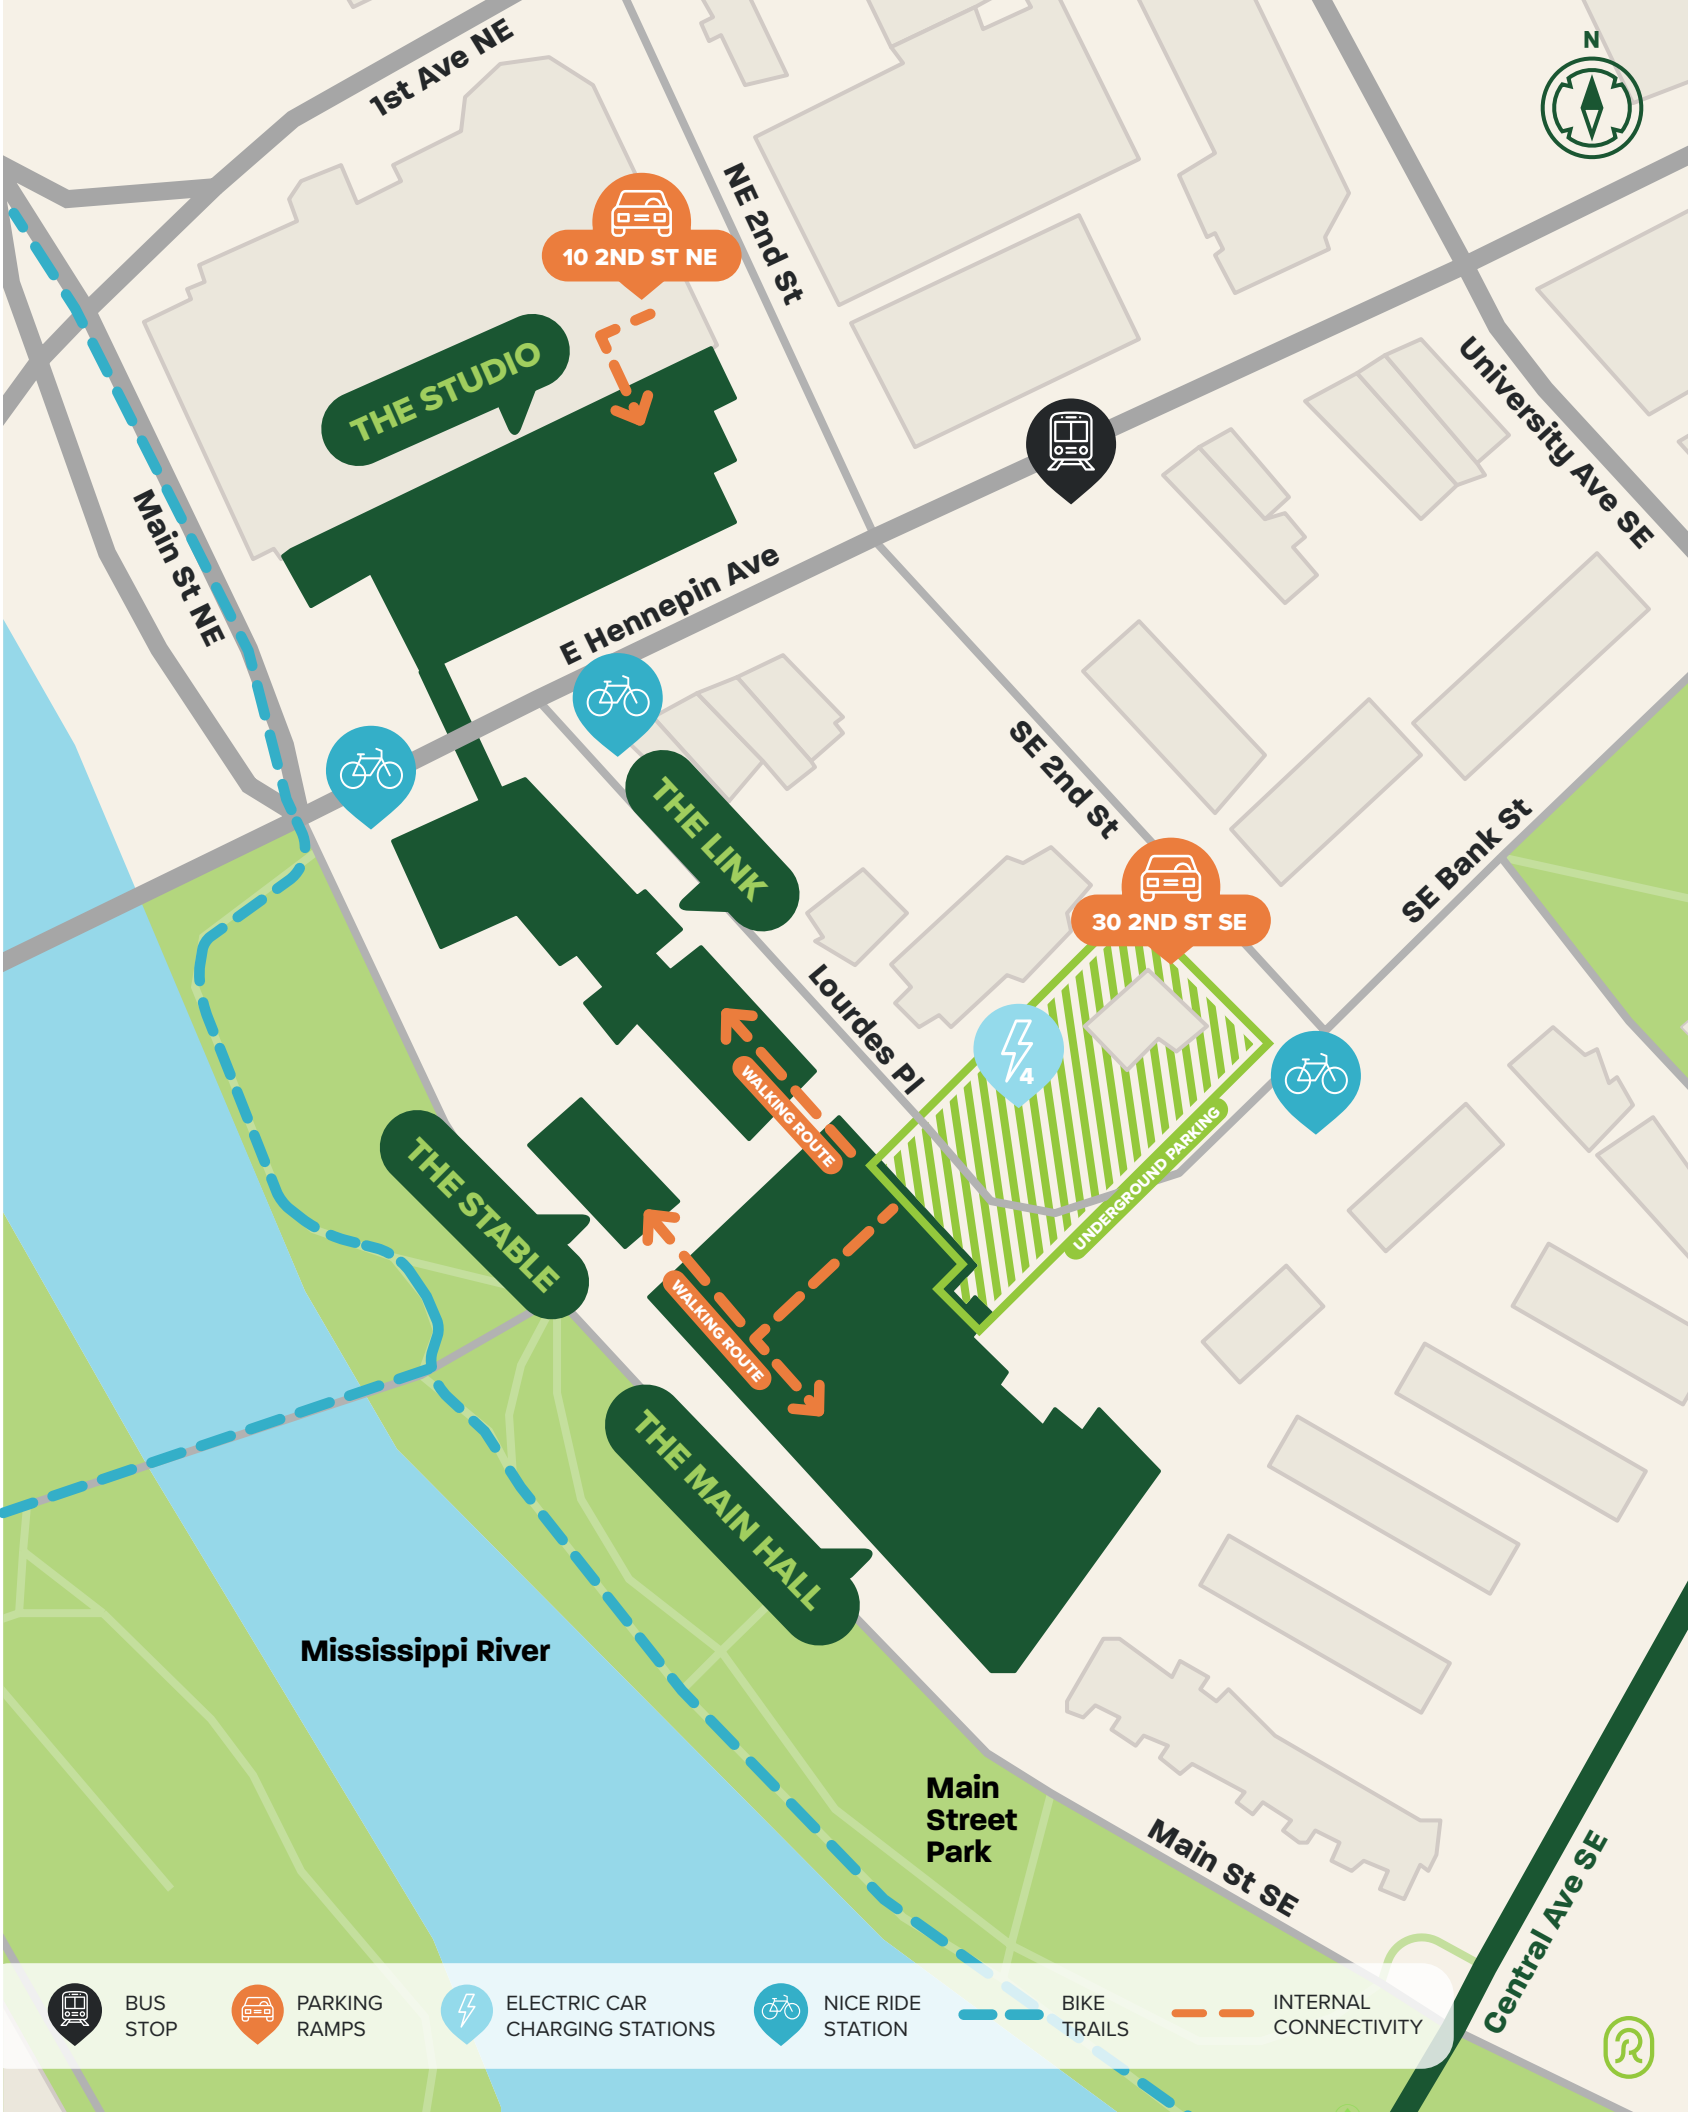 1st Ave NE
N
NE 2nd St
10 2ND ST NE
THE STUDIO
University Ave SE
Main St NE
E Hennepin Ave
SE 2nd St
THE LINK
SE Bank St
30 2ND ST SE
Lourdes Pl
4
WALKING ROUTE
UNDERGROUND PARKING
THE STABLE
WALKING ROUTE
THE MAIN HALL
Mississippi River
Main
Street
Park
Main St SE
Central Ave SE
BUS
STOP
PARKING
RAMPS
ELECTRIC CAR
CHARGING STATIONS
NICE RIDE
STATION
BIKE
TRAILS
INTERNAL
CONNECTIVITY
R